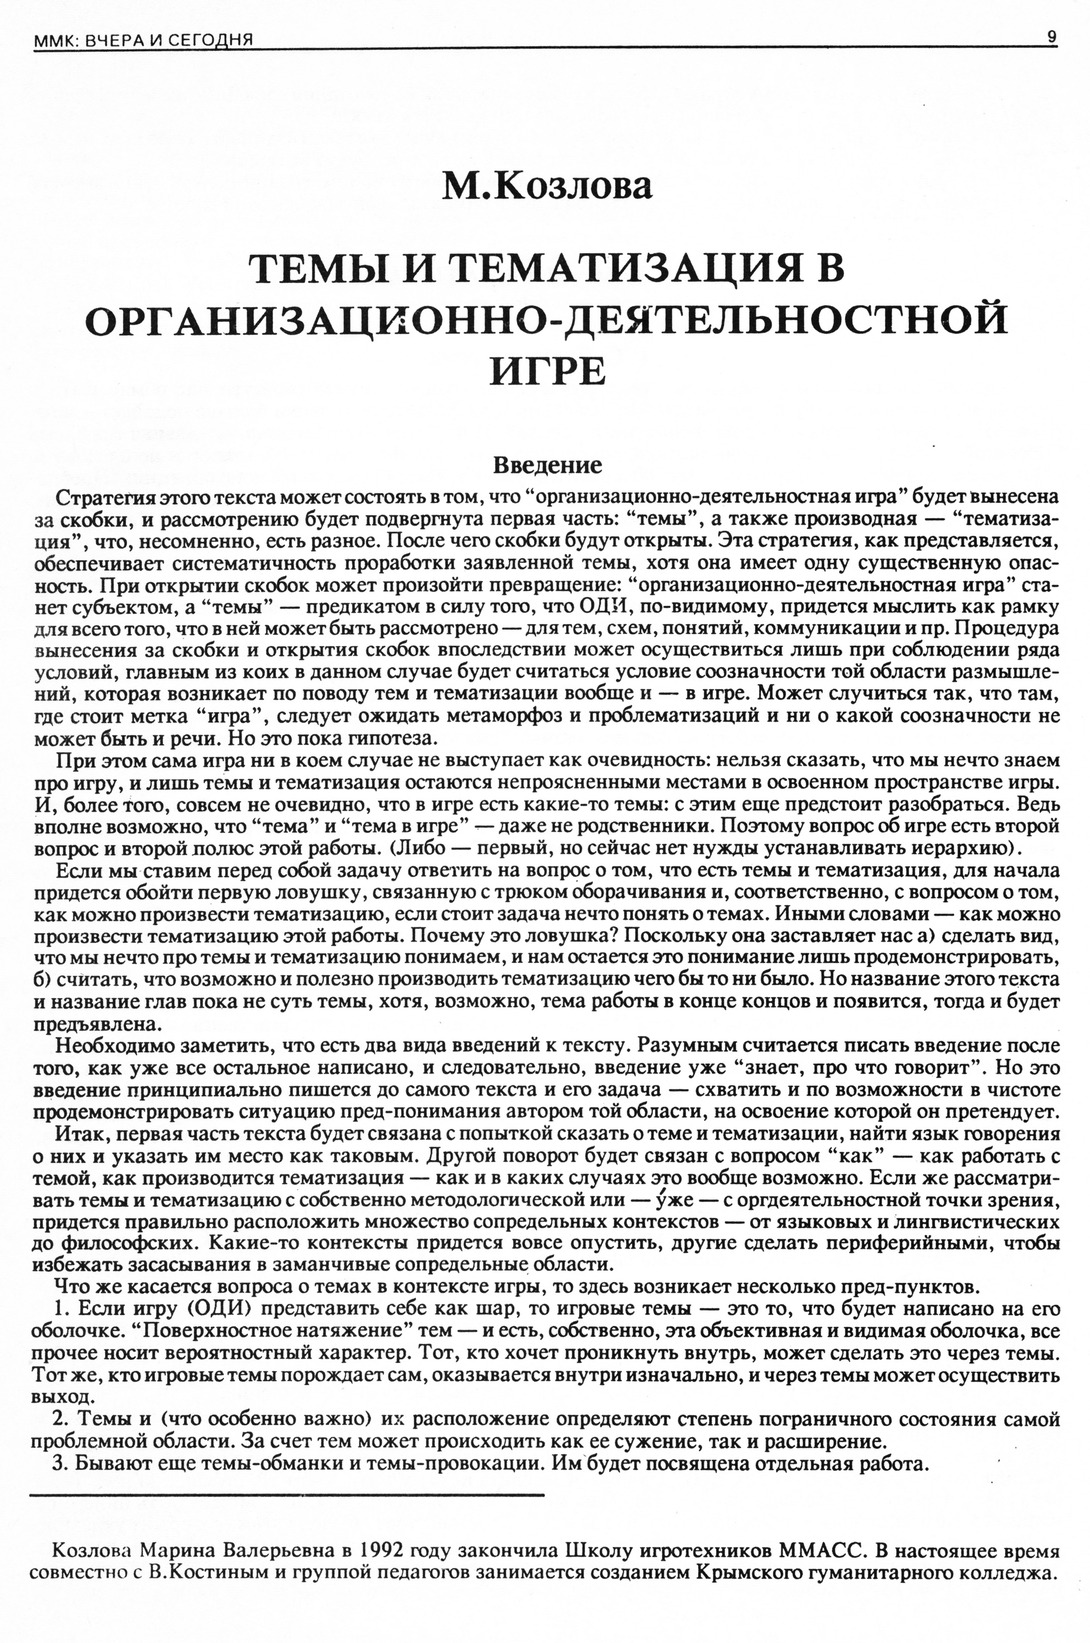 ММК: ВЧЕРА И СЕГОДНЯ 9
М.Козлова
ТЕМЫ И ТЕМАТИЗАЦИЯ В
ОРГАНИЗАЦИОННО-ДЕЯТЕЛЬНОСТНОЙ
ИГРЕ
Введение
Стратегия этого текста может состоять в том, что “организационно-деятельностная игра” будет вынесена
за скобки, и рассмотрению будет подвергнута первая часть: “темы”, а также производная — “тематиза-
ция”, что, несомненно, есть разное. После чего скобки будут открыты. Эта стратегия, как представляется,
обеспечивает систематичность проработки заявленной темы, хотя она имеет одну существенную опас-
ность. При открытии скобок может произойти превращение: “организационно-деятельностная игра” ста-
нет субъектом, а “темы” — предикатом в силу того, что ОДИ, по-видимому, придется мыслить как рамку
для всего того, что в ней может быть рассмотрено — для тем, схем, понятий, коммуникации и пр. Процедура
вынесения за скобки и открытия скобок впоследствии может осуществиться лишь при соблюдении ряда
условий, главным из коих в данном случае будет считаться условие соозначности той области размышле-
ний, которая возникает по поводу тем и тематизации вообще и — в игре. Может случиться так, что там,
где стоит метка “игра”, следует ожидать метаморфоз и проблематизаций и ни о какой соозначности не
может быть и речи. Но это пока гипотеза.
При этом сама игра ни в коем случае не выступает как очевидность: нельзя сказать, что мы нечто знаем
про игру, и лишь темы и тематизация остаются непроясненными местами в освоенном пространстве игры.
И, более того, совсем не очевидно, что в игре есть какие-то темы: с этим еще предстоит разобраться. Ведь
вполне возможно, что “тема” и “тема в игре” — даже не родственники. Поэтому вопрос об игре есть второй
вопрос и второй полюс этой работы. (Либо — первый, но сейчас нет нужды устанавливать иерархию).
Если мы ставим перед собой задачу ответить на вопрос о том, что есть темы и тематизация, для начала
придется обойти первую ловушку, связанную с трюком оборачивания и, соответственно, с вопросом о том,
как можно произвести тематизацию, если стоит задача нечто понять о темах. Иными словами — как можно
произвести тематизацию этой работы. Почему это ловушка? Поскольку она заставляет нас а) сделать вид,
что мы нечто про темы и тематизацию понимаем, и нам остается это понимание лишь продемонстрировать,
б) считать, что возможно и полезно производить тематизацию чего бы то ни было. Но название этого текста
и название глав пока не суть темы, хотя, возможно, тема работы в конце концов и появится, тогда и будет
предъявлена.
Необходимо заметить, что есть два вида введений к тексту. Разумным считается писать введение после
того, как уже все остальное написано, и следовательно, введение уже “знает, про что говорит”. Но это
введение принципиально пишется до самого текста и его задача — схватить и по возможности в чистоте
продемонстрировать ситуацию пред-понимания автором той области, на освоение которой он претендует.
Итак, первая часть текста будет связана с попыткой сказать о теме и тематизации, найти язык говорения
о них и указать им место как таковым. Другой поворот будет связан с вопросом “как” — как работать с
темой, как производится тематизация — как и в каких случаях это вообще возможно. Если же рассматри-
вать темы и тематизацию с собственно методологической или — уже — с оргдеятельностной точки зрения,
придется правильно расположить множество сопредельных контекстов — от языковых и лингвистических
до философских. Какие-то контексты придется вовсе опустить, другие сделать периферийными, чтобы
избежать засасывания в заманчивые сопредельные области.
Что же касается вопроса о темах в контексте игры, то здесь возникает несколько пред-пунктов.
1. Если игру (ОДИ) представить себе как шар, то игровые темы — это то, что будет написано на его
оболочке. “Поверхностное натяжение” тем — и есть, собственно, эта объективная и видимая оболочка, все
прочее носит вероятностный характер. Тот, кто хочет проникнуть внутрь, может сделать это через темы.
Тот же, кто игровые темы порождает сам, оказывается внутри изначально, и через темы может осуществить
выход.
2. Темы и (что особенно важно) их расположение определяют степень пограничного состояния самой
проблемной области. За счет тем может происходить как ее сужение, так и расширение.
3. Бывают еще темы-обманки и темы-провокации. Им будет посвящена отдельная работа.
Козлова Марина Валерьевна в 1992 году закончила Школу игротехников ММАСС. В настоящее время
совместно с В.Костиным и группой педагогов занимается созданием Крымского гуманитарного колледжа.